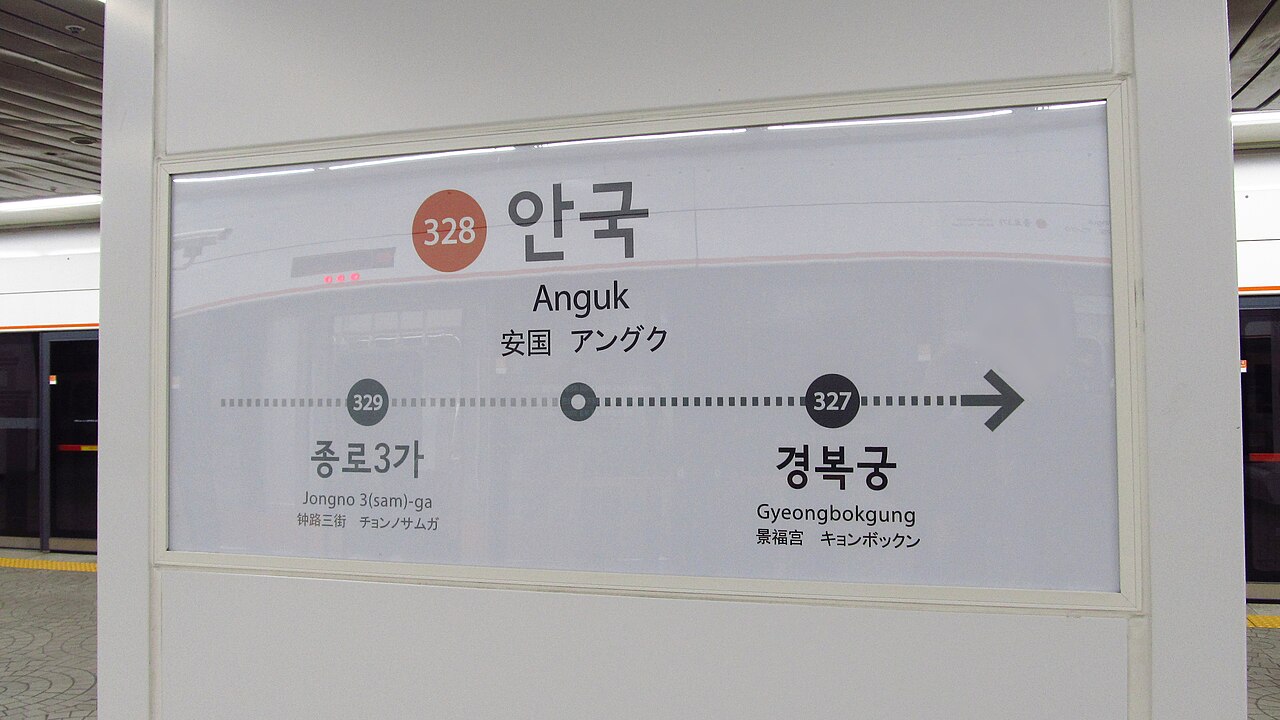 328 안국
Anguk
安国 アングク
329
종로3가
Jongno 3(sam)-ga
钟路三街 チョンノサムガ
327
경복궁
Gyeongbokgung
景福宫 キョンボックン